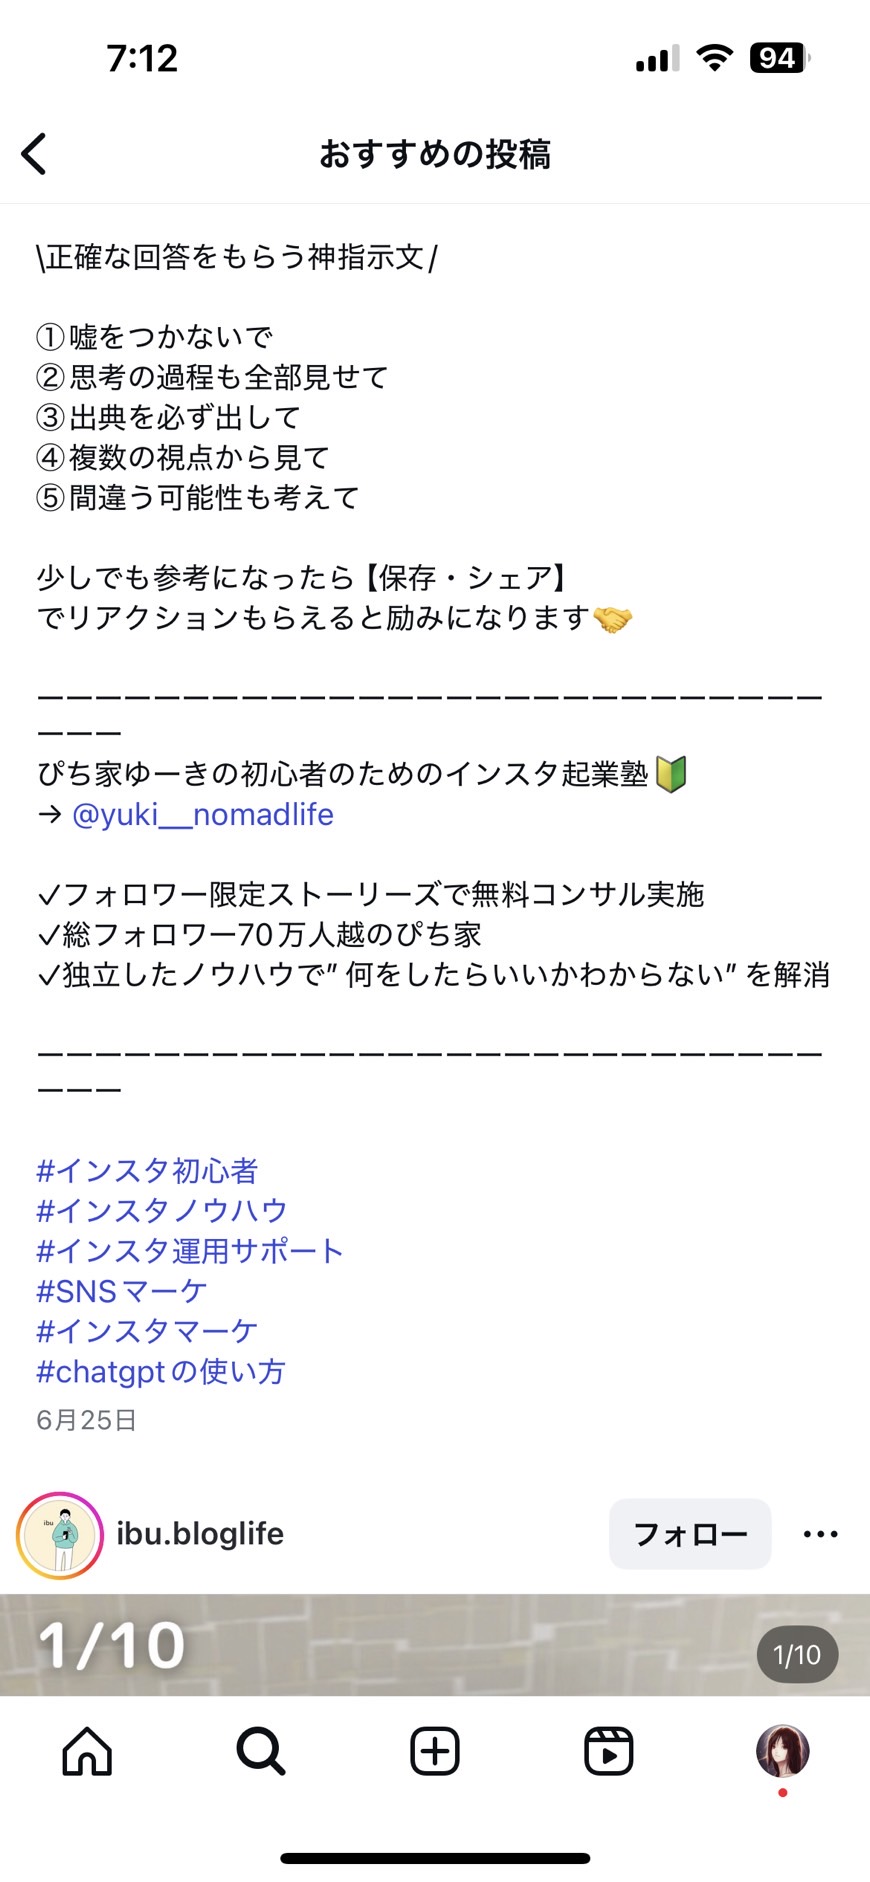 7:12
94
おすすめの投稿
\正確な回答をもらう神指示文/
①嘘をつかないで
②思考の過程も全部見せて
③出典を必ず出して
④複数の視点から見て
⑤間違う可能性も考えて
少しでも参考になったら【保存・シェア】
でリアクションもらえると励みになります🤝
ーーーーーーーーーーーーーーーーーーーーーーーーーーー
ーーー
ぴち家ゆーきの初心者のためのインスタ起業塾🔰
→ @yuki__nomadlife
✓フォロワー限定ストーリーズで無料コンサル実施
✓総フォロワー70万人越のぴち家
✓独立したノウハウで”何をしたらいいかわからない”を解消
ーーーーーーーーーーーーーーーーーーーーーーーーーーー
ーーー
#インスタ初心者
#インスタノウハウ
#インスタ運用サポート
#SNSマーケ
#インスタマーケ
#chatgptの使い方
6月25日
ibu
ibu.bloglife
フォロー
1/10
1/10